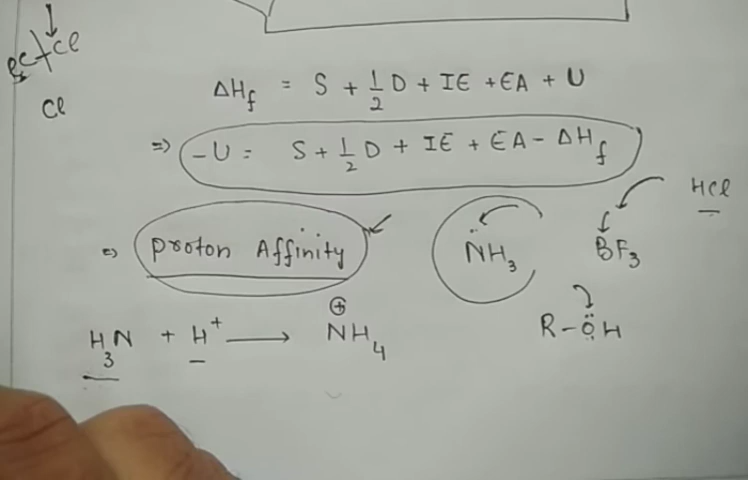 Cl
Cl
ΔHf = S + 1/2 D + IE + EA + U
=> -U = S + 1/2 D + IE + EA - ΔHf
HCl
=> Proton Affinity N̈H3 BF3
H3N + H+ ⟶ NH4 ⊕
R-ÖH